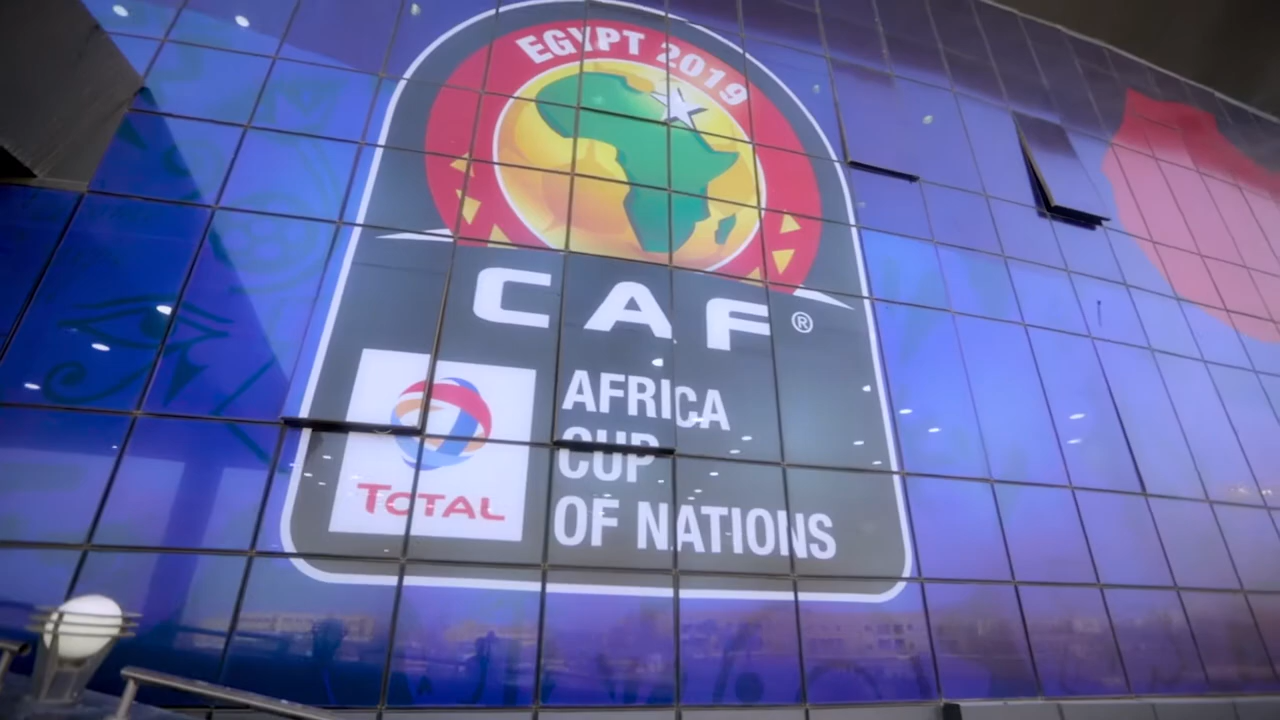 EGYPT 2019
CAF®
TOTAL
AFRICA
CUP
OF NATIONS